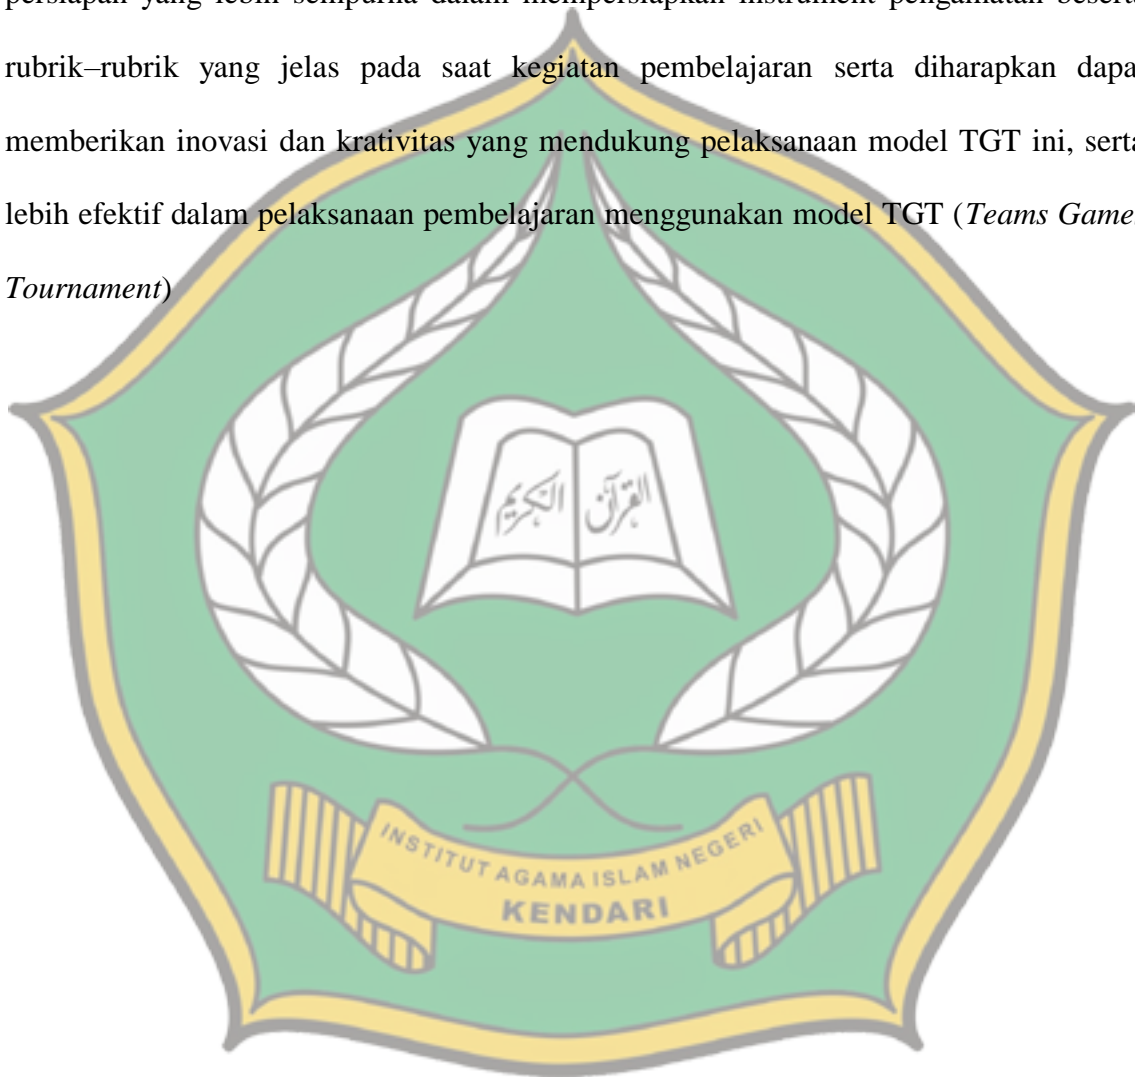 persiapan yang lebih sempurna dalam mempersiapkan instrument pengamatan beserta
rubrik–rubrik yang jelas pada saat kegiatan pembelajaran serta diharapkan dapa
memberikan inovasi dan krativitas yang mendukung pelaksanaan model TGT ini, serta
lebih efektif dalam pelaksanaan pembelajaran menggunakan model TGT (Teams Game
Tournament)
القرآن الكريم
INSTITUT AGAMA ISLAM NEGERI
KENDARI